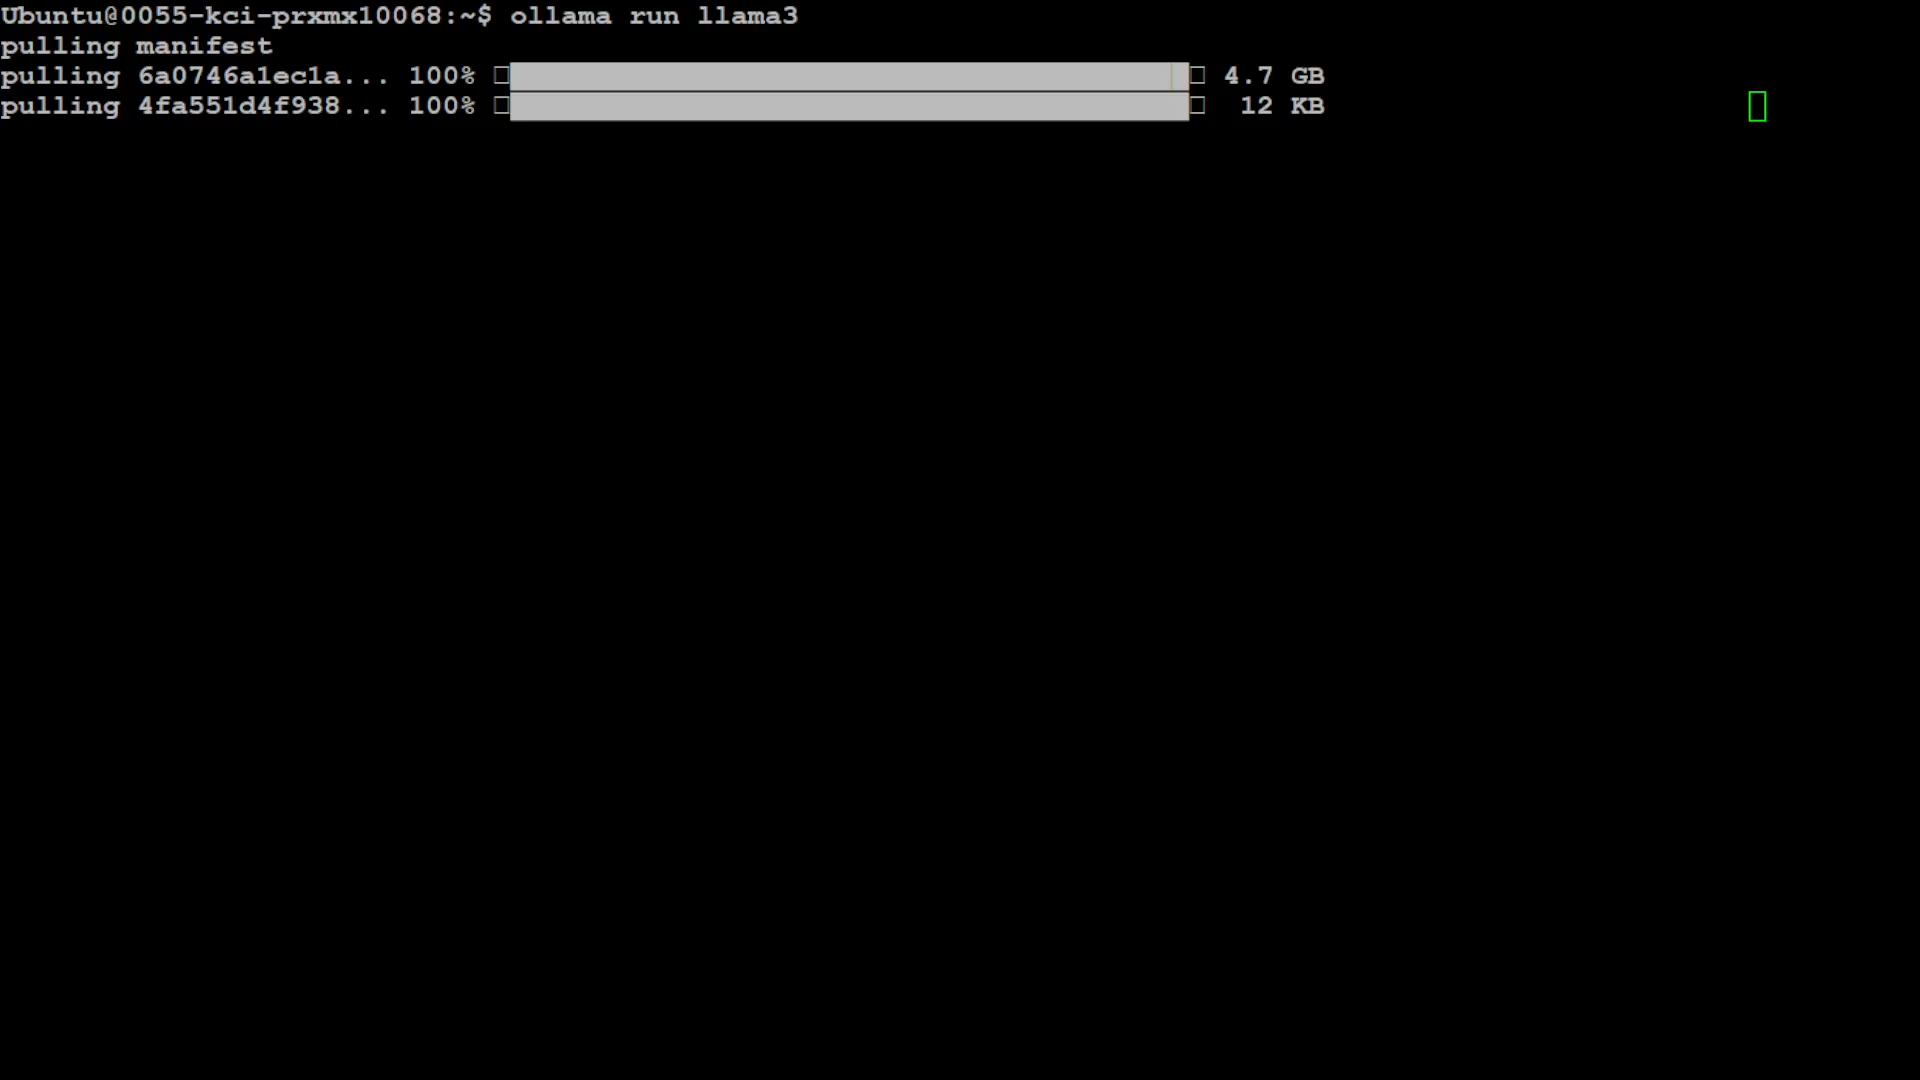 Ubuntu@0055-kci-prxmx10068:~$ ollama run llama3
pulling manifest
pulling 6a0746a1ec1a... 100% 4.7 GB
pulling 4fa551d4f938... 100% 12 KB